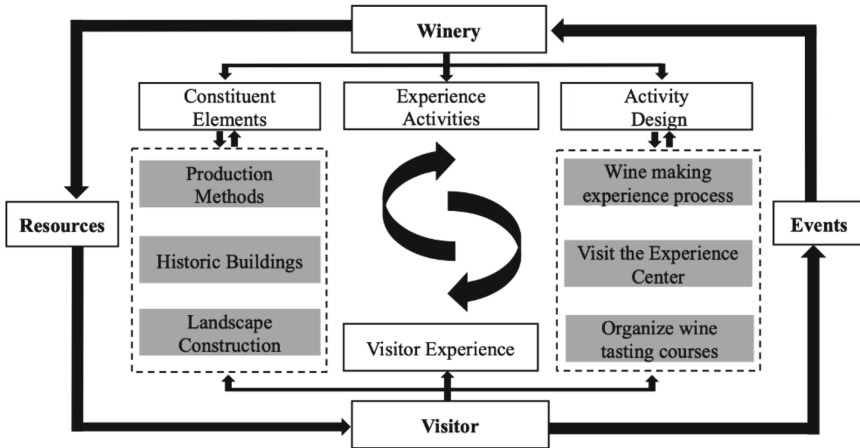 Winery
Constituent
Elements
Experience
Activities
Activity
Design
Production
Methods
Wine making
experience process
Resources
Events
Historic Buildings
Visit the Experience
Center
Landscape
Construction
Visitor Experience
Organize wine
tasting courses
Visitor